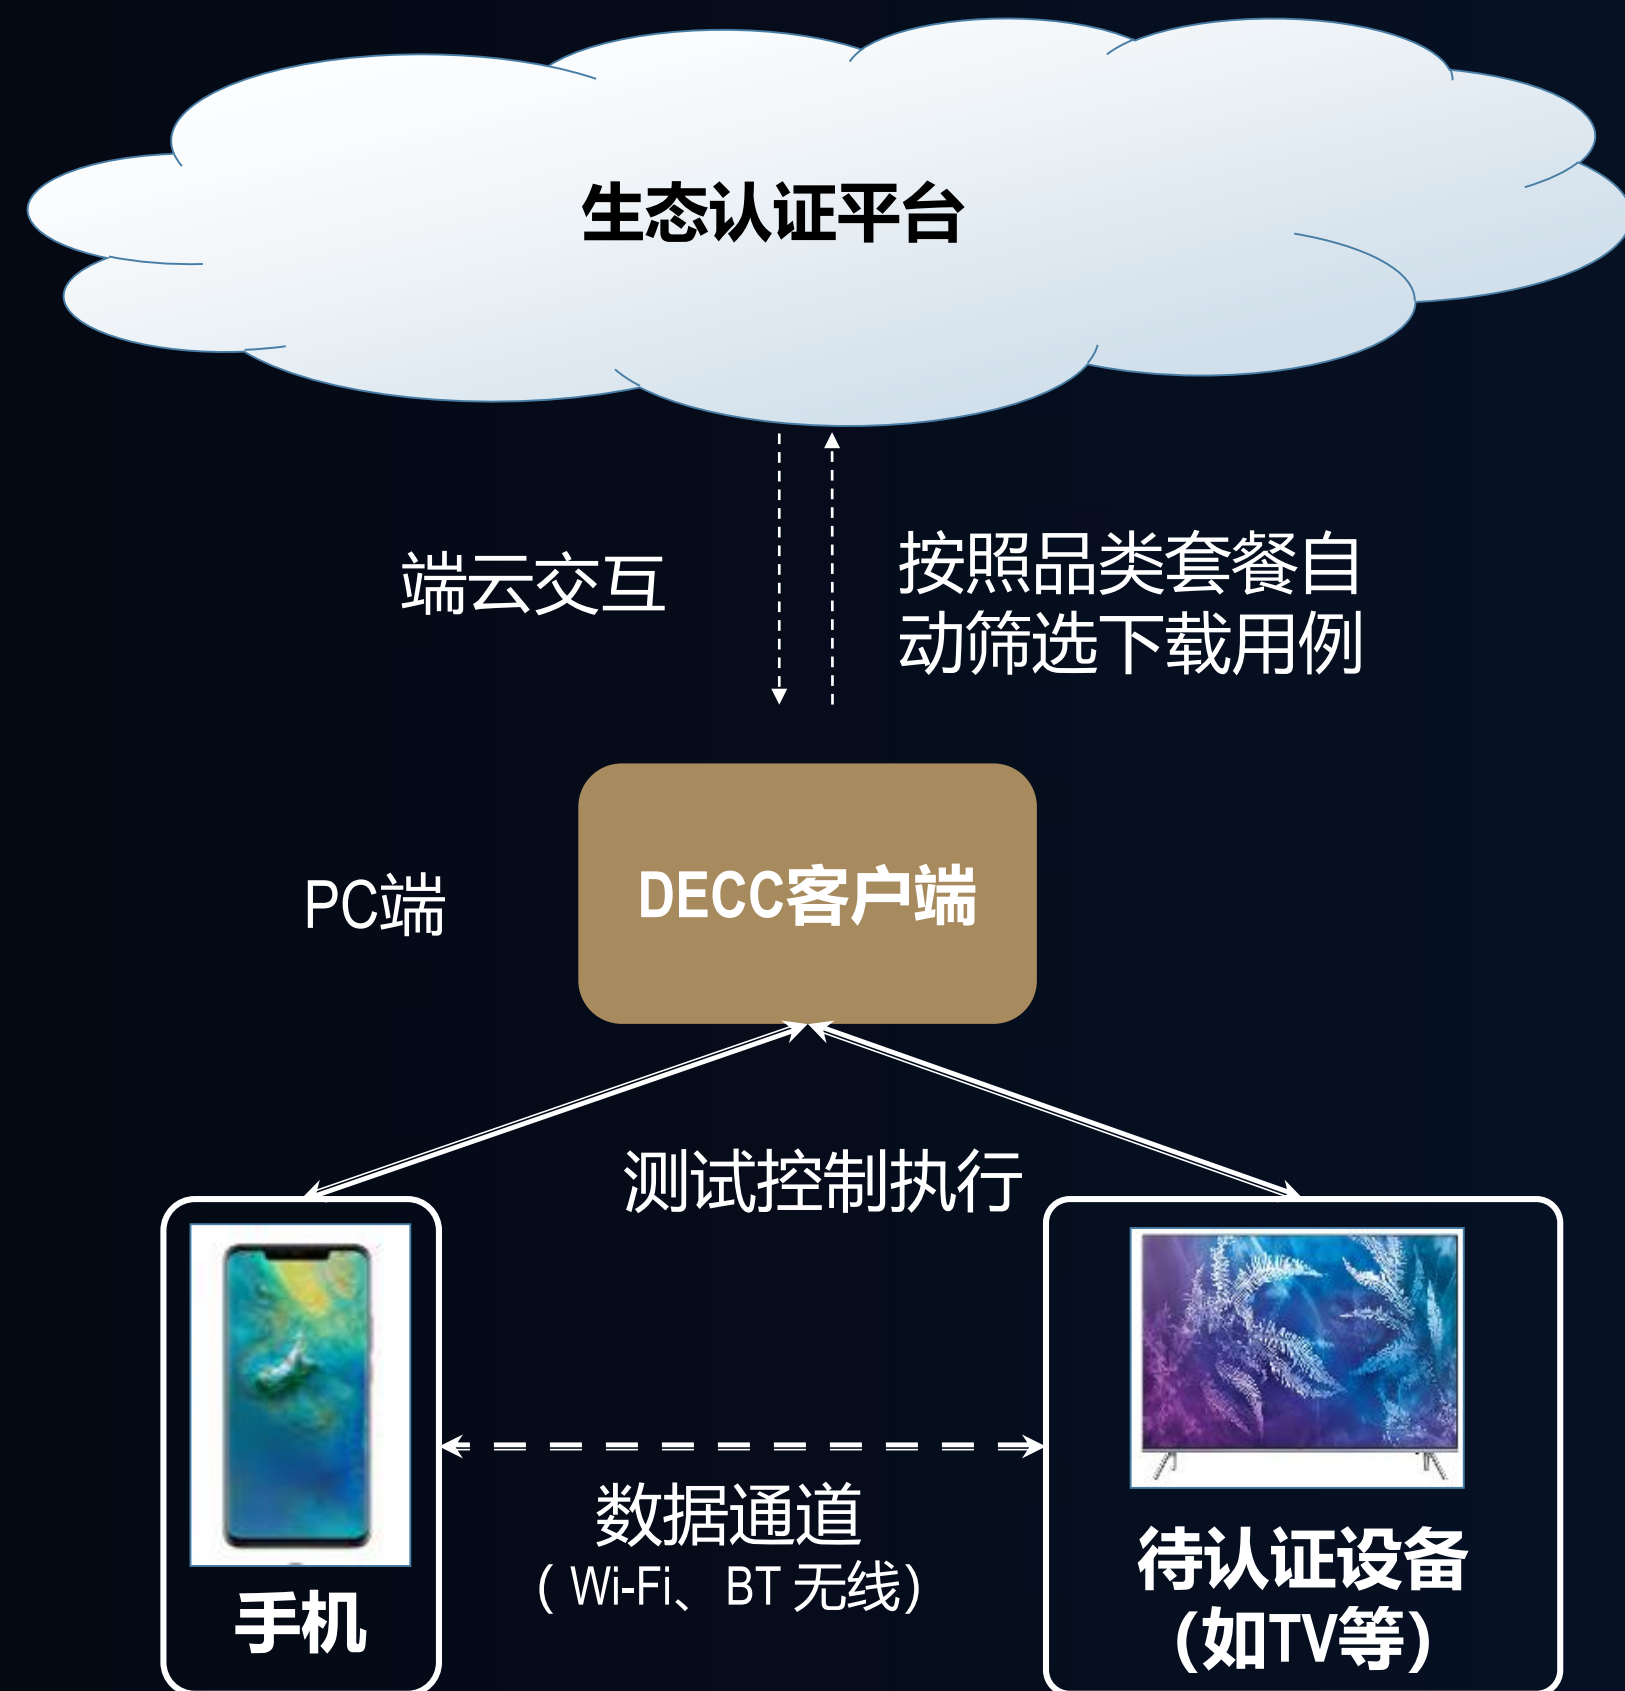 生态认证平台
端云交互
按照品类套餐自
动筛选下载用例
PC端
DECC客户端
测试控制执行
数据通道
（Wi-Fi、BT 无线）
手机
待认证设备
（如TV等）